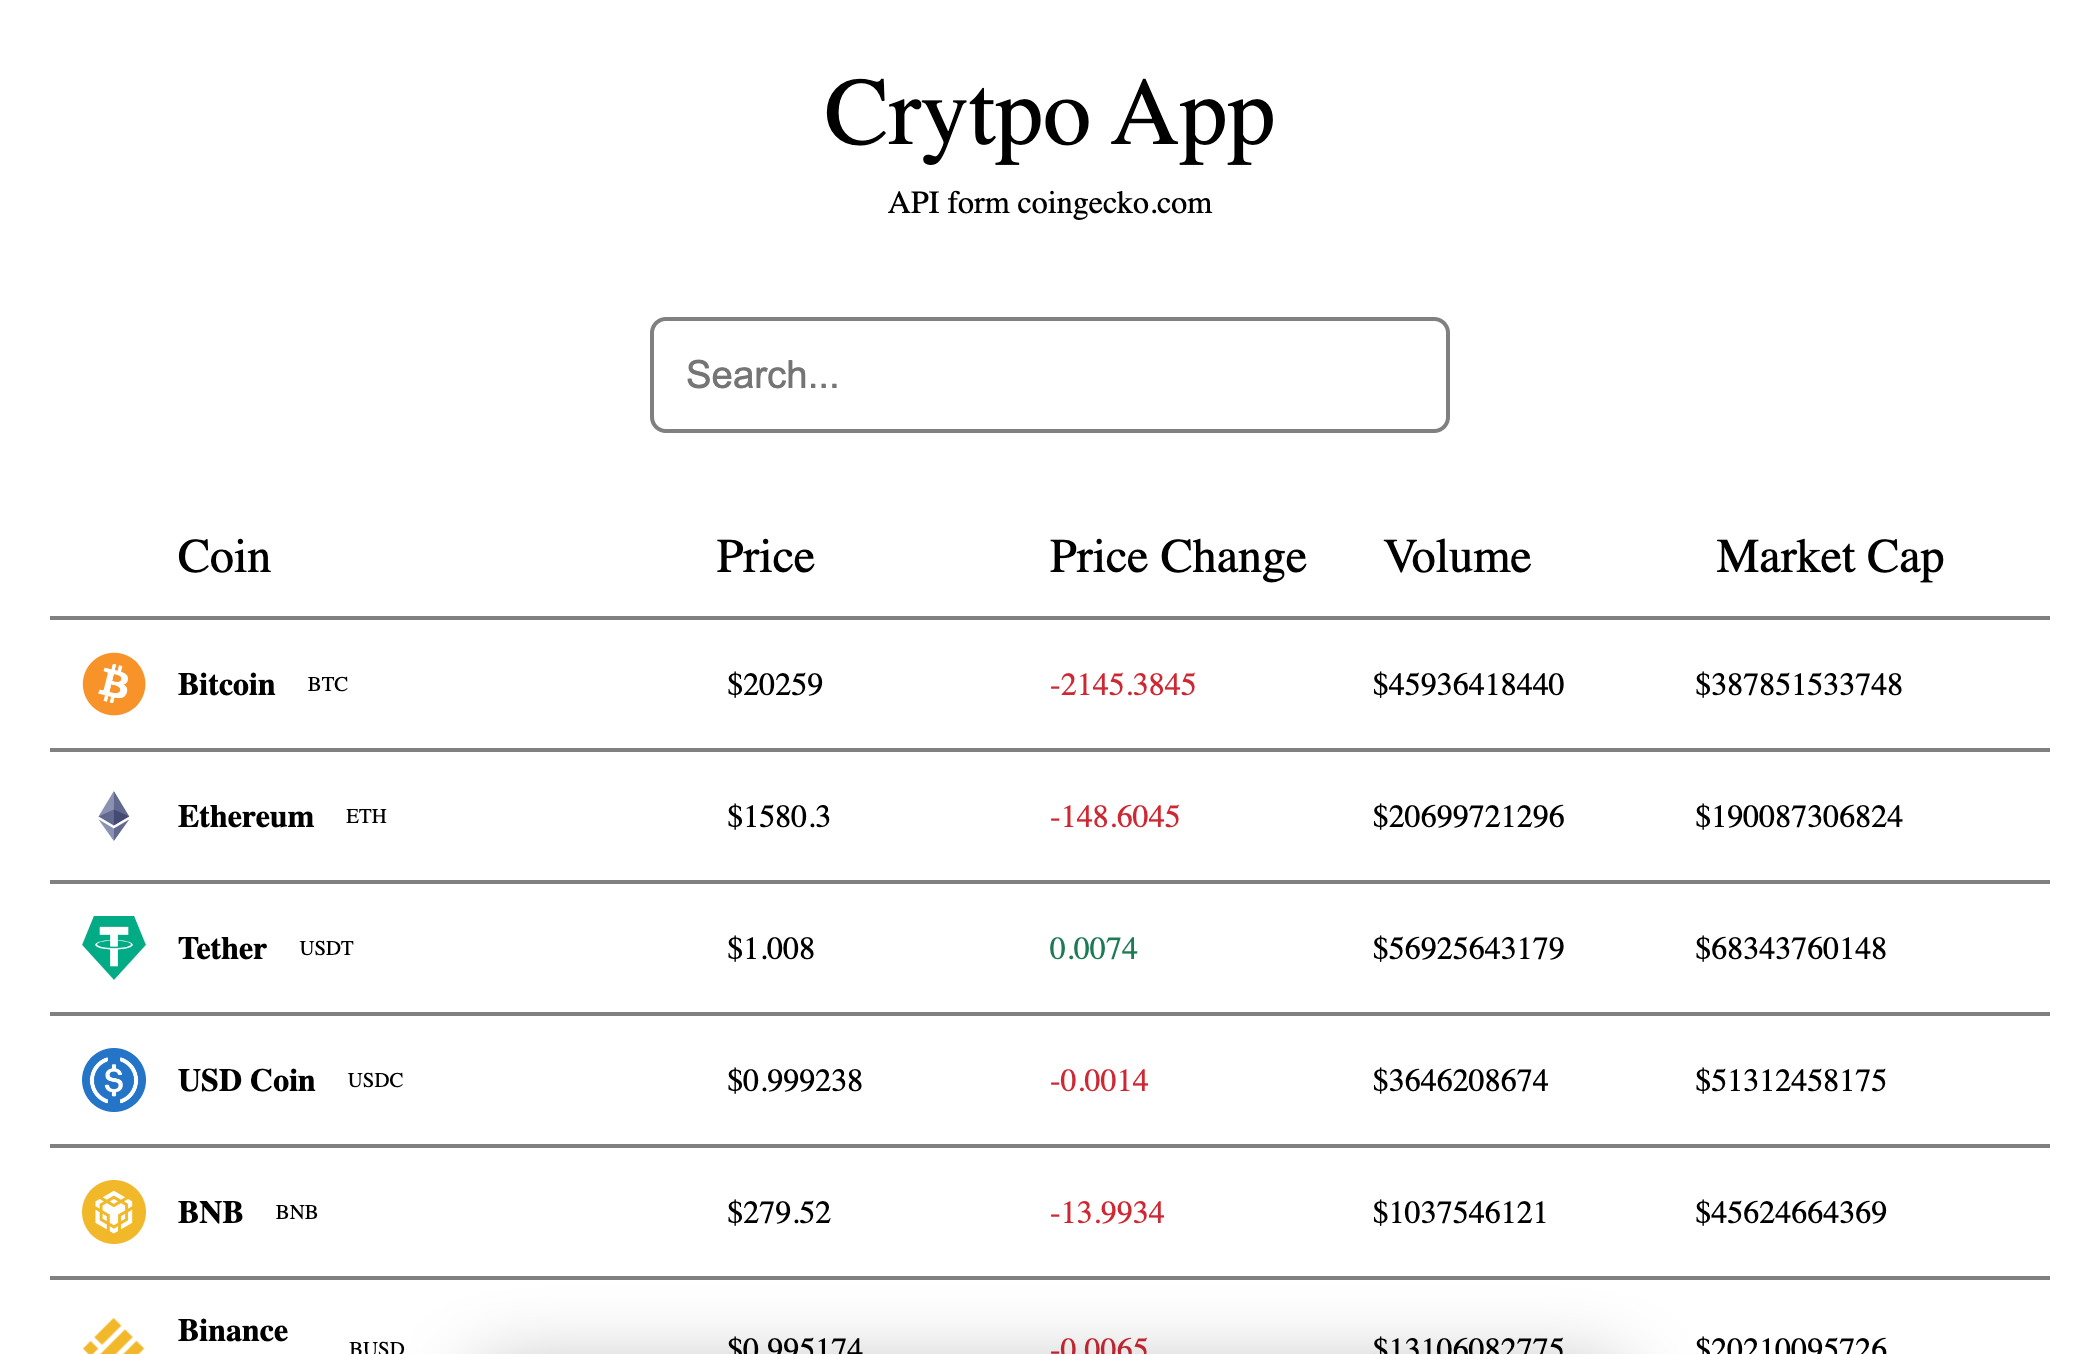 Crytpo App
API form coingecko.com
Search...
Coin Price Price Change Volume Market Cap
Bitcoin BTC $20259 -2145.3845 $45936418440 $387851533748
Ethereum ETH $1580.3 -148.6045 $20699721296 $190087306824
Tether USDT $1.008 0.0074 $56925643179 $68343760148
USD Coin USDC $0.999238 -0.0014 $3646208674 $51312458175
BNB BNB $279.52 -13.9934 $1037546121 $45624664369
Binance
BUSD $0.995174 -0.0065 $13106082775 $20210095726